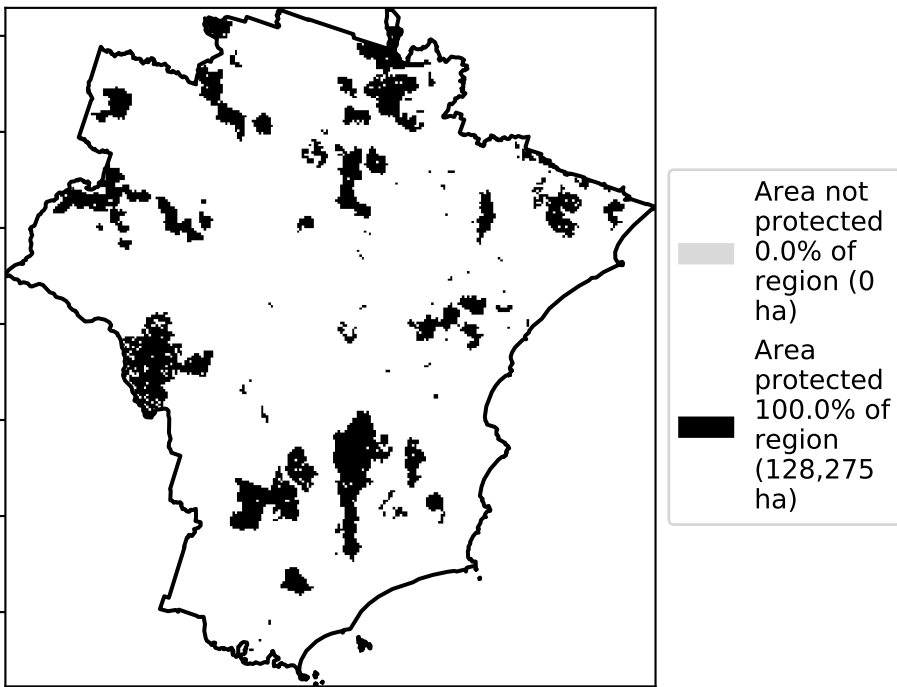 Area not
protected
0.0% of
region (0
ha)
Area
protected
100.0% of
region
(128,275
ha)